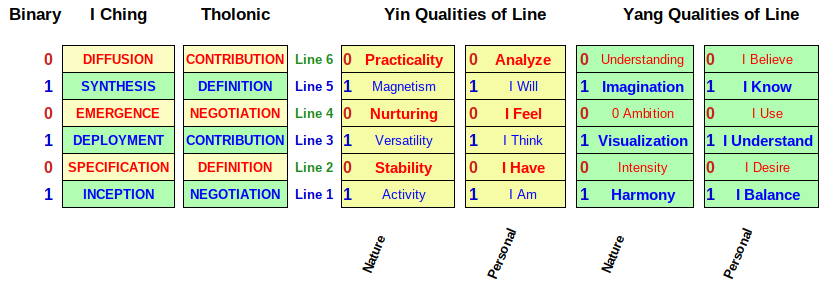 Binary I Ching Tholonic Yin Qualities of Line Yang Qualities of Line
0 DIFFUSION CONTRIBUTION Line 6 0 Practicality 0 Analyze 0 Understanding 0 I Believe
1 SYNTHESIS DEFINITION Line 5 1 Magnetism 1 I Will 1 Imagination 1 I Know
0 EMERGENCE NEGOTIATION Line 4 0 Nurturing 0 I Feel 0 0 Ambition 0 I Use
1 DEPLOYMENT CONTRIBUTION Line 3 1 Versatility 1 I Think 1 Visualization 1 I Understand
0 SPECIFICATION DEFINITION Line 2 0 Stability 0 I Have 0 Intensity 0 I Desire
1 INCEPTION NEGOTIATION Line 1 1 Activity 1 I Am 1 Harmony 1 I Balance
Nature Personal Nature Personal